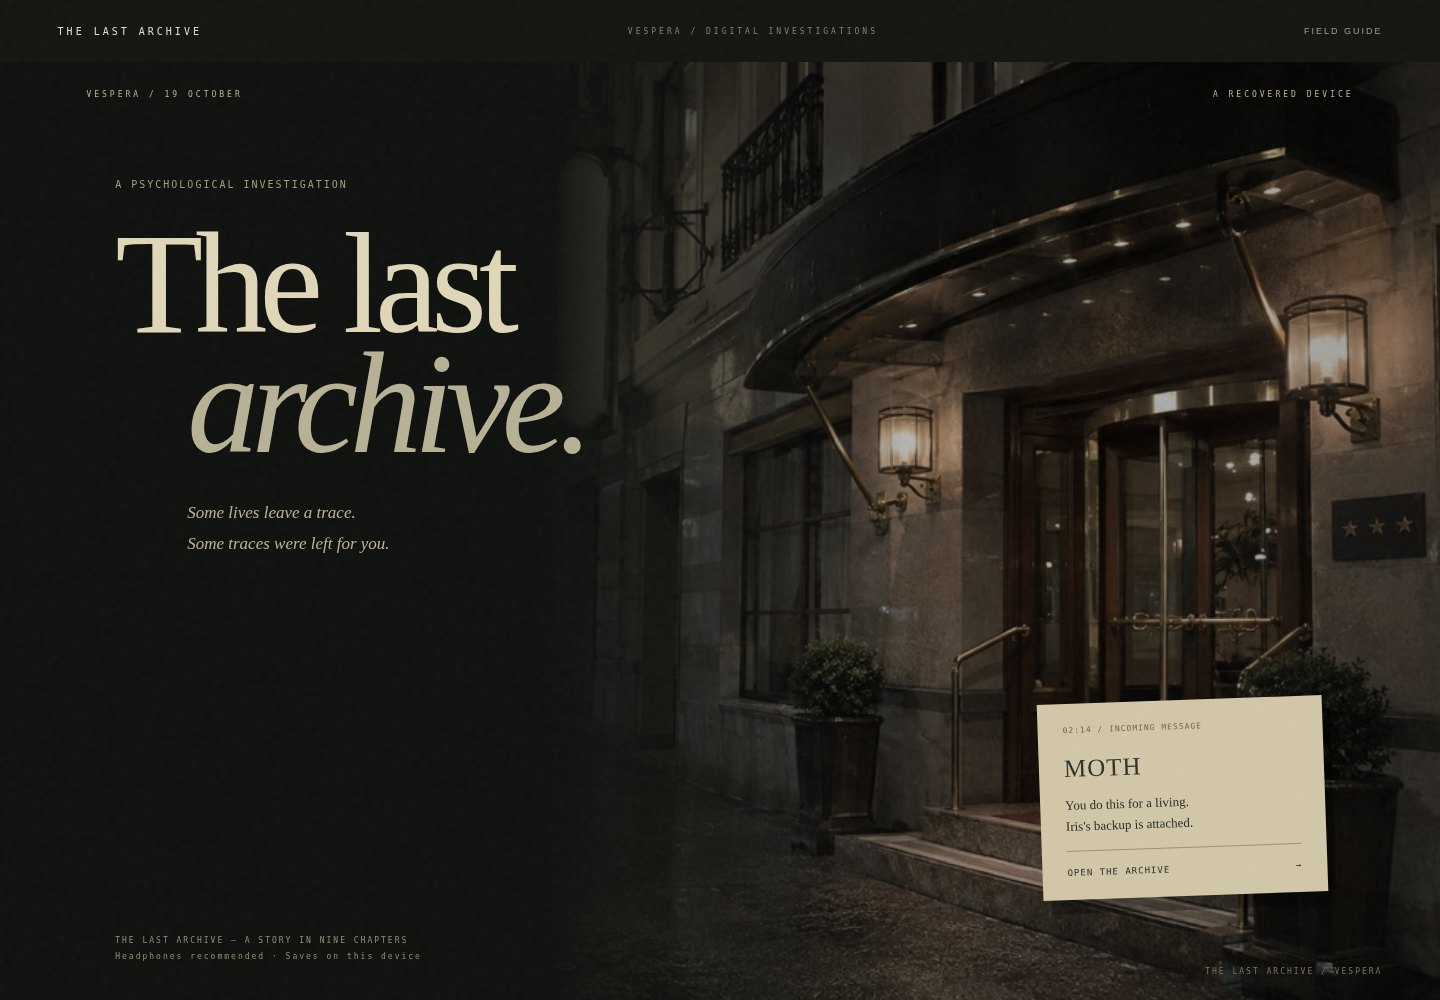 THE LAST ARCHIVE
VESPERA / DIGITAL INVESTIGATIONS
FIELD GUIDE
VESPERA / 19 OCTOBER
A RECOVERED DEVICE
A PSYCHOLOGICAL INVESTIGATION
The last
archive.
Some lives leave a trace.
Some traces were left for you.
02:14 / INCOMING MESSAGE
MOTH
You do this for a living.
Iris's backup is attached.
OPEN THE ARCHIVE →
THE LAST ARCHIVE — A STORY IN NINE CHAPTERS
Headphones recommended · Saves on this device
THE LAST ARCHIVE / VESPERA